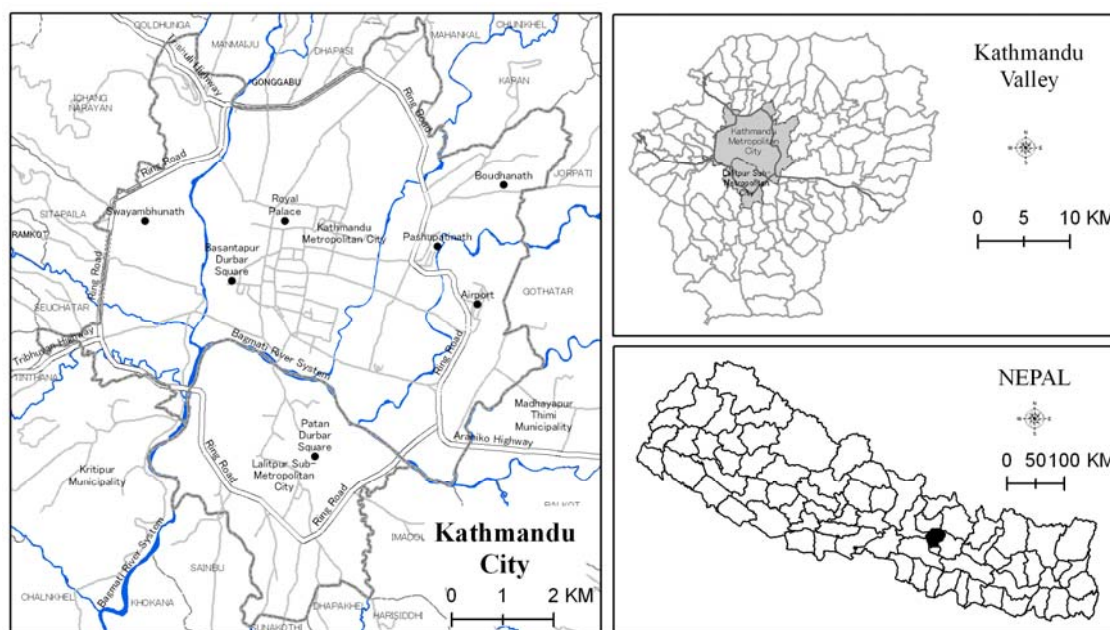 GOLDHUNGA
MANMAIJU
DHAPASI
CHUNIKHEL
MAHANKAL
GONGGABU
KARAN
ICHANG
NARAYAN
Ring Road
Ring Road
Boudhanath
JORPATI
SITAPAILA
Swayambhunath
Royal
Palace
Kathmandu
Metropolitan City
RAMKOT
Pashupatinath
Basantapur
Durbar
Square
Ring Road
Airport
GOTHATAR
SEUCHATAR
Tribhuvan Highway
Bagmati River System
Ring Road
Madhayapur
Thimi
Municipality
Araniko Highway
Patan
Durbar
Square
Lalitpur Sub-
Metropolitan
City
Ring Road
Ring Road
Kritipur
Municipality
IMADOL
Bagmati River System
SAINBU
CHALNKHEL
KHOKANA
DHAPAKHEL
HARISIDDHI
SUNAKOTHI
Kathmandu
City
0 1 2 KM
Kathmandu
Valley
Kathmandu
Metropolitan
City
Lalitpur Sub-
Metropolitan
N
W E
S
0 5 10 KM
NEPAL
N
W E
S
0 50 100 KM